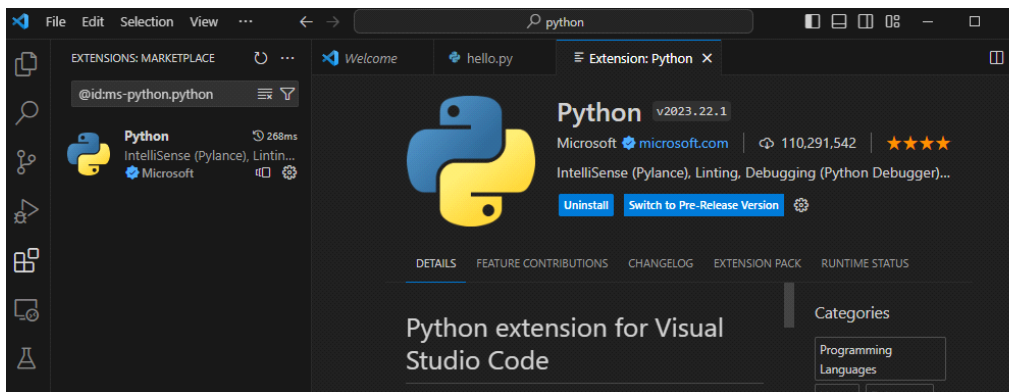 File Edit Selection View ··· python
EXTENSIONS: MARKETPLACE
@id:ms-python.python
Python 268ms
IntelliSense (Pylance), Lintin...
Microsoft
Welcome hello.py Extension: Python
Python v2023.22.1
Microsoft microsoft.com 110,291,542
IntelliSense (Pylance), Linting, Debugging (Python Debugger)...
Uninstall Switch to Pre-Release Version
DETAILS FEATURE CONTRIBUTIONS CHANGELOG EXTENSION PACK RUNTIME STATUS
Python extension for Visual
Studio Code
Categories
Programming
Languages